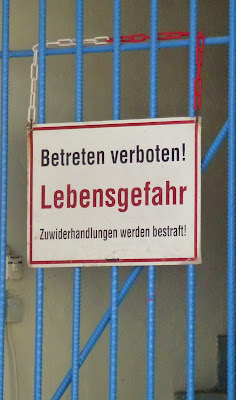 Betreten verboten!
Lebensgefahr
Zuwiderhandlungen werden bestraft!